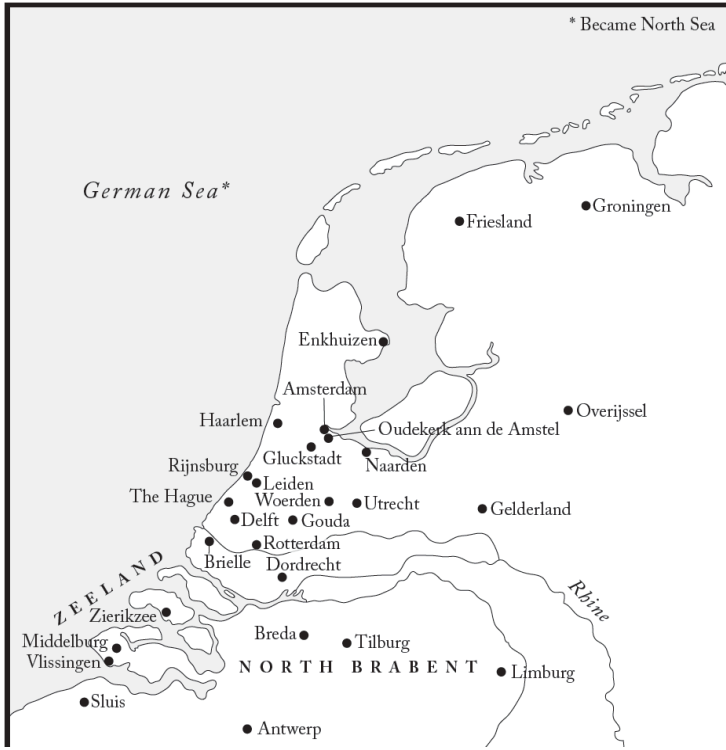 * Became North Sea
German Sea*
Groningen
Friesland
Enkhuizen
Amsterdam
Haarlem
Overijssel
Oudekerk ann de Amstel
Gluckstadt
Naarden
Rijnsburg
Leiden
The Hague
Woerden
Utrecht
Gelderland
Delft
Gouda
Rotterdam
Brielle
Dordrecht
ZEELAND
Rhine
Zierikzee
Breda
Tilburg
Middelburg
Vlissingen
NORTH BRABENT
Limburg
Sluis
Antwerp